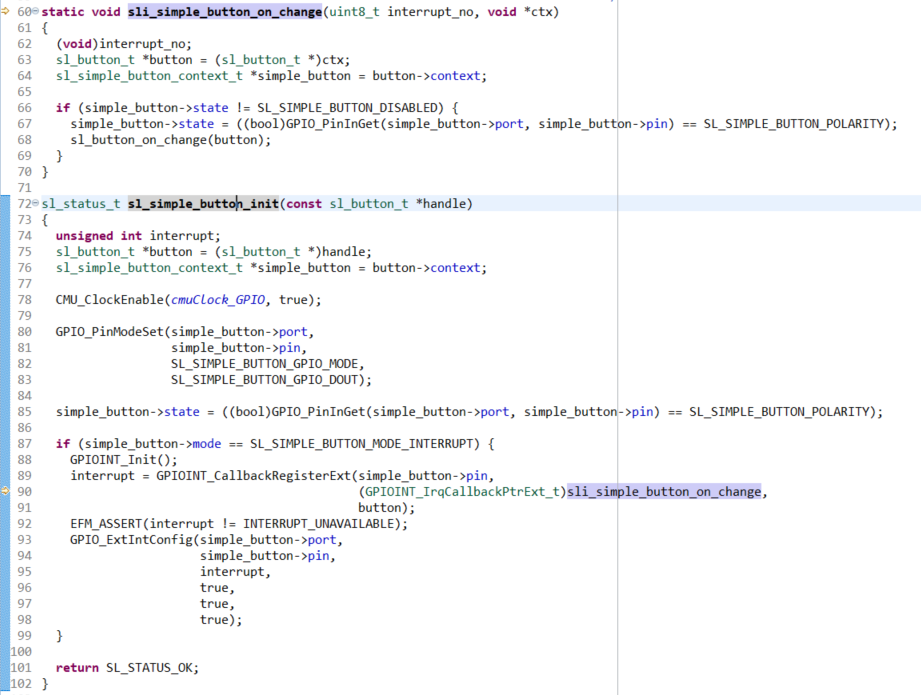 60 static void sli_simple_button_on_change(uint8_t interrupt_no, void *ctx)
61 {
62   (void)interrupt_no;
63   sl_button_t *button = (sl_button_t *)ctx;
64   sl_simple_button_context_t *simple_button = button->context;
65
66   if (simple_button->state != SL_SIMPLE_BUTTON_DISABLED) {
67     simple_button->state = ((bool)GPIO_PinInGet(simple_button->port, simple_button->pin) == SL_SIMPLE_BUTTON_POLARITY);
68     sl_button_on_change(button);
69   }
70 }
71
72 sl_status_t sl_simple_button_init(const sl_button_t *handle)
73 {
74   unsigned int interrupt;
75   sl_button_t *button = (sl_button_t *)handle;
76   sl_simple_button_context_t *simple_button = button->context;
77
78   CMU_ClockEnable(cmuClock_GPIO, true);
79
80   GPIO_PinModeSet(simple_button->port,
81                   simple_button->pin,
82                   SL_SIMPLE_BUTTON_GPIO_MODE,
83                   SL_SIMPLE_BUTTON_GPIO_DOUT);
84
85   simple_button->state = ((bool)GPIO_PinInGet(simple_button->port, simple_button->pin) == SL_SIMPLE_BUTTON_POLARITY);
86
87   if (simple_button->mode == SL_SIMPLE_BUTTON_MODE_INTERRUPT) {
88     GPIOINT_Init();
89     interrupt = GPIOINT_CallbackRegisterExt(simple_button->pin,
90                                             (GPIOINT_IrqCallbackPtrExt_t)sli_simple_button_on_change,
91                                             button);
92     EFM_ASSERT(interrupt != INTERRUPT_UNAVAILABLE);
93     GPIO_ExtIntConfig(simple_button->port,
94                       simple_button->pin,
95                       interrupt,
96                       true,
97                       true,
98                       true);
99   }
100
101   return SL_STATUS_OK;
102 }